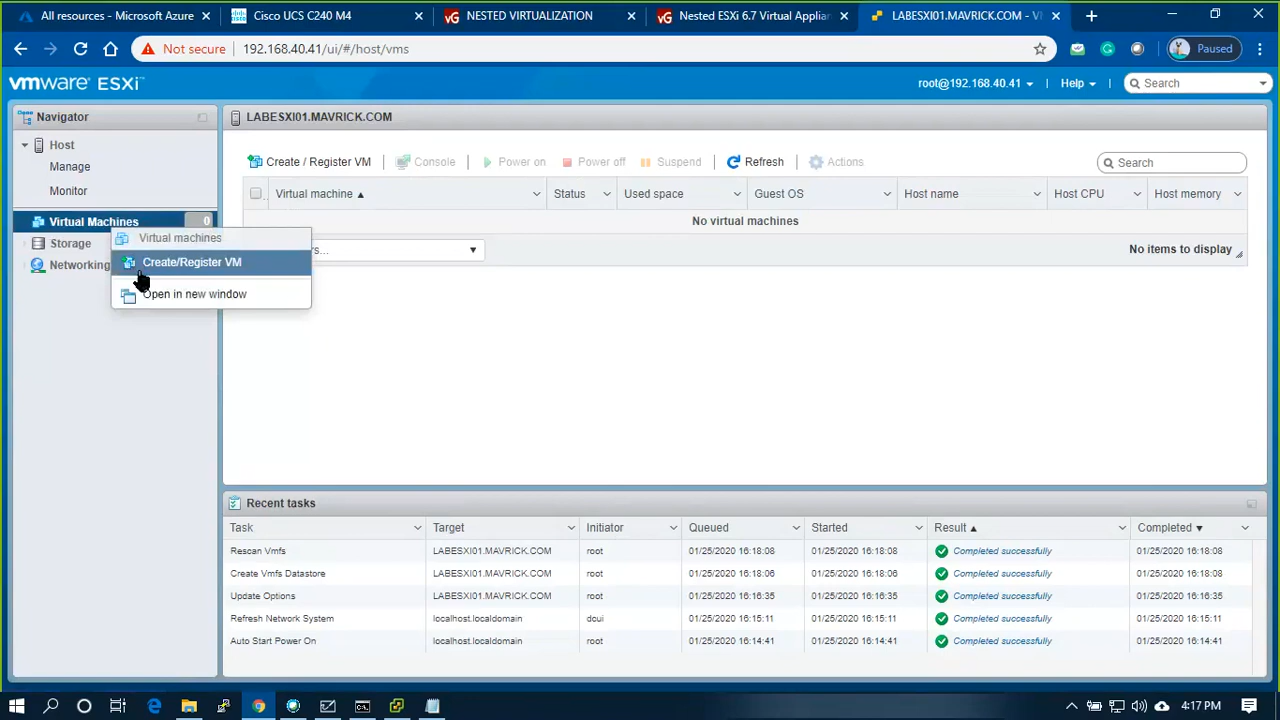 All resources - Microsoft Azure
Cisco UCS C240 M4
NESTED VIRTUALIZATION
Nested ESXi 6.7 Virtual Applian
LABESXI01.MAVRICK.COM - VM
Not secure
192.168.40.41/ui/#/host/vms
Paused
vmware ESXi™
root@192.168.40.41
Help
Search
Navigator
LABESXI01.MAVRICK.COM
Host
Manage
Monitor
Virtual Machines
0
Storage
Networking
Virtual machines
Create/Register VM
Open in new window
Create / Register VM
Console
Power on
Power off
Suspend
Refresh
Actions
Search
Virtual machine
Status
Used space
Guest OS
Host name
Host CPU
Host memory
No virtual machines
No items to display
Recent tasks
Task Target Initiator Queued Started Result Completed
Rescan Vmfs LABESXI01.MAVRICK.COM root 01/25/2020 16:18:08 01/25/2020 16:18:08 Completed successfully 01/25/2020 16:18:08
Create Vmfs Datastore LABESXI01.MAVRICK.COM root 01/25/2020 16:18:06 01/25/2020 16:18:06 Completed successfully 01/25/2020 16:18:08
Update Options LABESXI01.MAVRICK.COM root 01/25/2020 16:16:35 01/25/2020 16:16:35 Completed successfully 01/25/2020 16:16:35
Refresh Network System localhost.localdomain dcui 01/25/2020 16:15:11 01/25/2020 16:15:11 Completed successfully 01/25/2020 16:15:11
Auto Start Power On localhost.localdomain root 01/25/2020 16:14:41 01/25/2020 16:14:41 Completed successfully 01/25/2020 16:14:41
4:17 PM